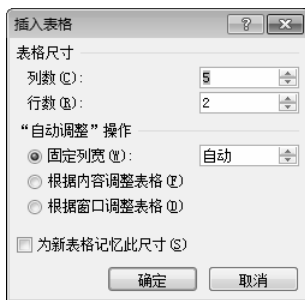 插入表格
表格尺寸
列数(C): 5
行数(R): 2
“自动调整”操作
固定列宽(W): 自动
根据内容调整表格(F)
根据窗口调整表格(D)
为新表格记忆此尺寸(S)
确定 取消